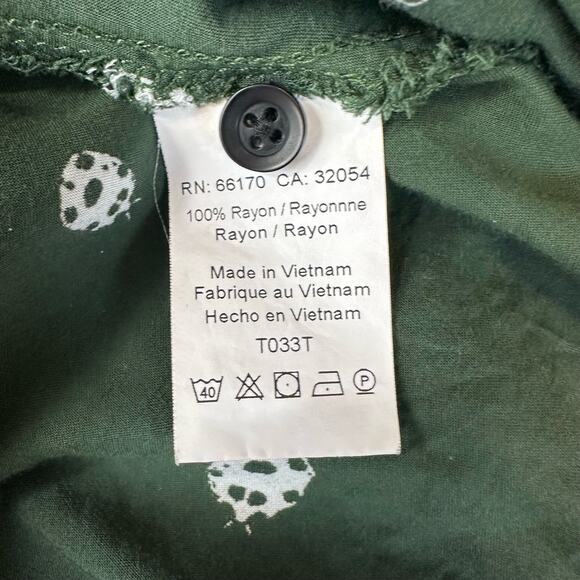 RN: 66170 CA: 32054
100% Rayon / Rayonnne
Rayon / Rayon
Made in Vietnam
Fabrique au Vietnam
Hecho en Vietnam
T033T
40 P